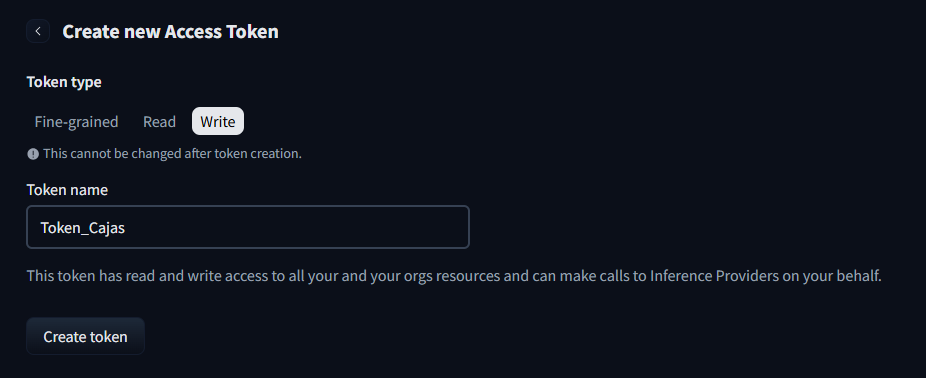 Create new Access Token
Token type
Fine-grained Read Write
This cannot be changed after token creation.
Token name
Token_Cajas
This token has read and write access to all your and your orgs resources and can make calls to Inference Providers on your behalf.
Create token